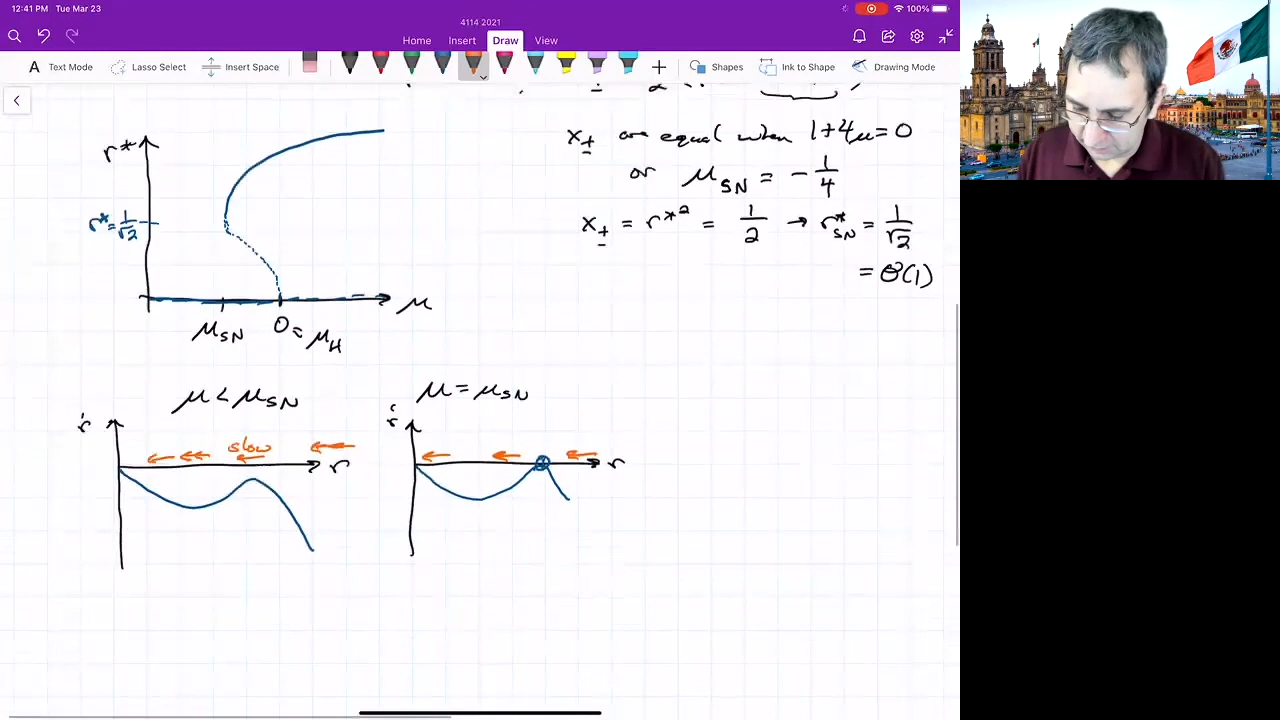 12:41 PM Tue Mar 23
100%
4114 2021
Home Insert Draw View
Text Mode Lasso Select Insert Space Shapes Ink to Shape Drawing Mode
x± are equal when 1+4μ=0
or μSN = -1/4
x± = r*² = 1/2 → r*SN = 1/√2
= O(1)
r*
r*=1/√2
μ
μSN 0=μH
μ<μSN
ṙ
slow
r
μ=μSN
ṙ
r